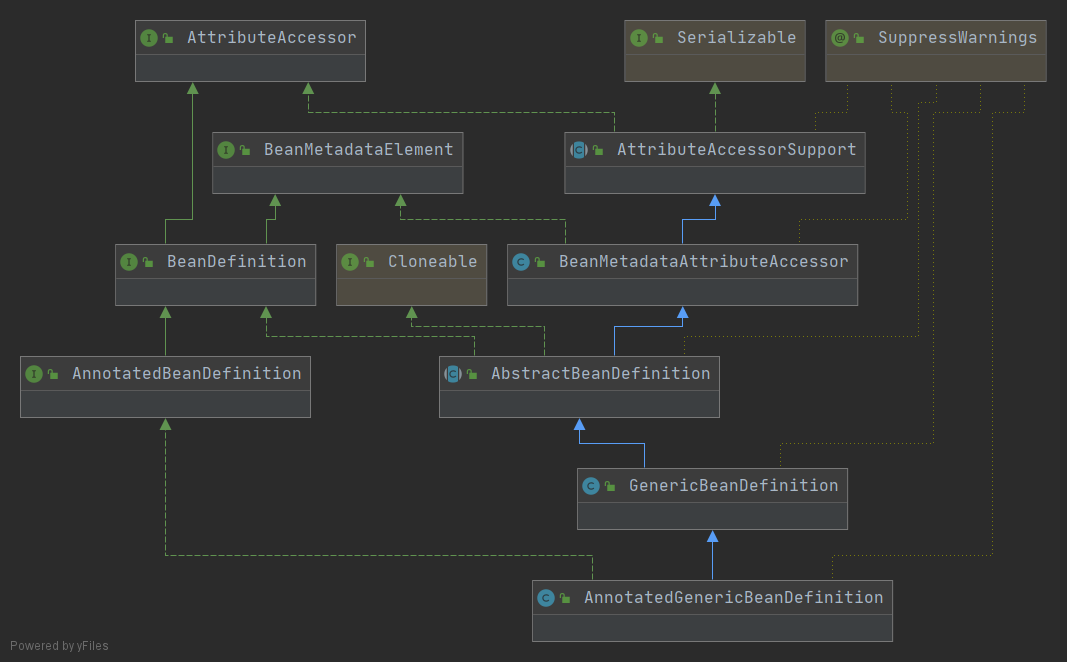 AttributeAccessor
Serializable
SuppressWarnings
BeanMetadataElement
AttributeAccessorSupport
BeanDefinition
Cloneable
BeanMetadataAttributeAccessor
AnnotatedBeanDefinition
AbstractBeanDefinition
GenericBeanDefinition
AnnotatedGenericBeanDefinition
Powered by yFiles